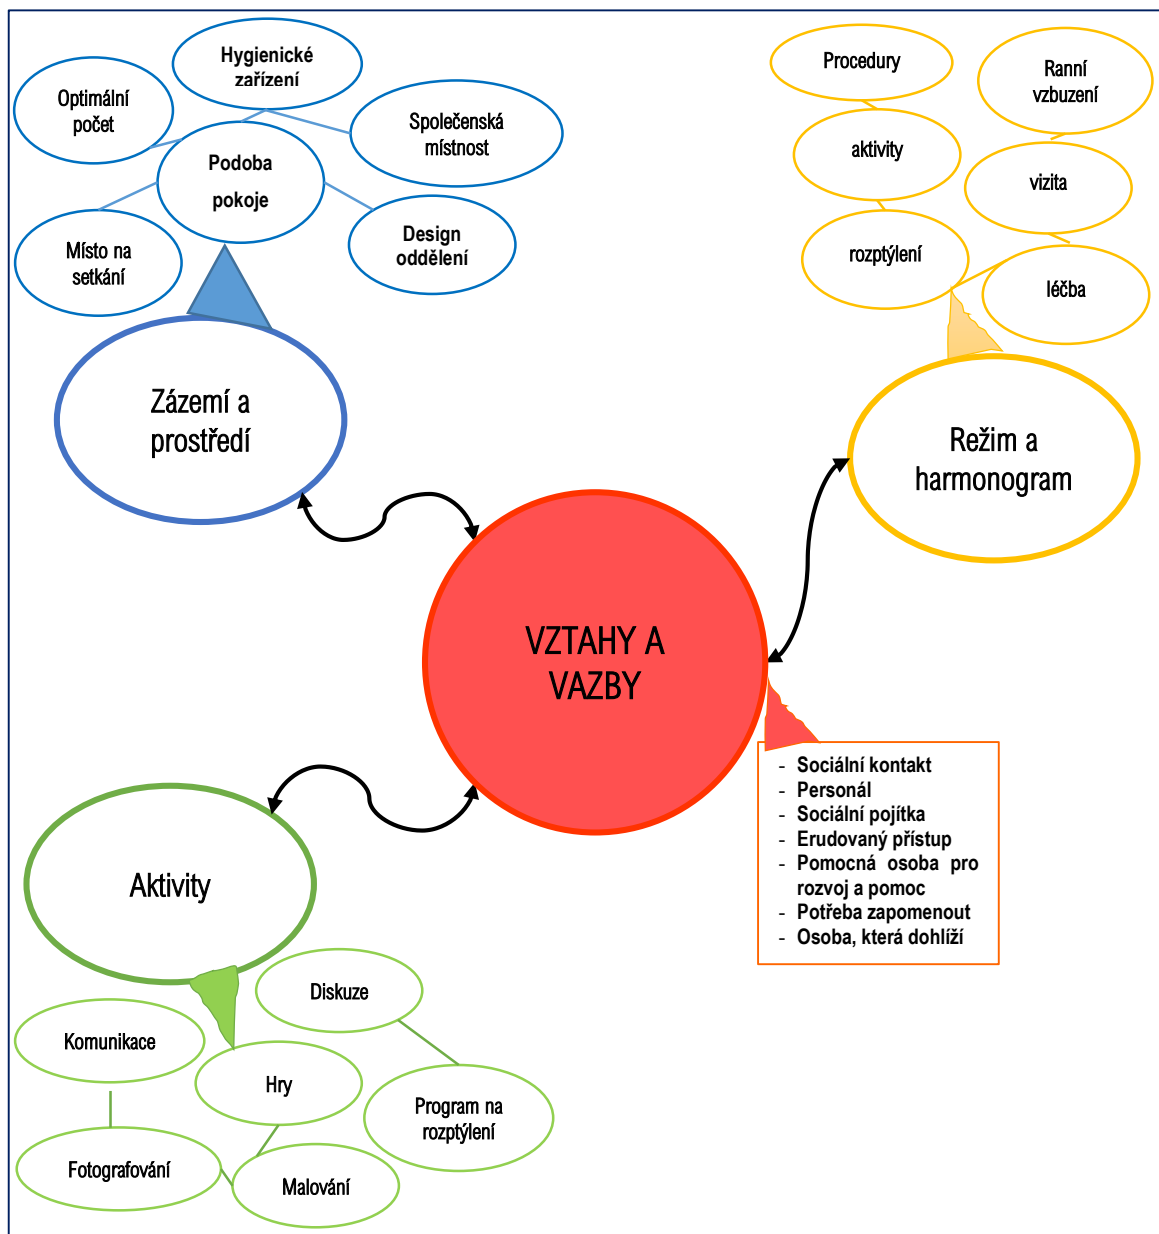 Hygienické
zařízení
Optimální
počet
Společenská
místnost
Podoba
pokoje
Místo na
setkání
Design
oddělení
Zázemí a
prostředí
Procedury
Ranní
vzbuzení
aktivity
vizita
rozptýlení
léčba
Režim a
harmonogram
VZTAHY A
VAZBY
- Sociální kontakt
- Personál
- Sociální pojítka
- Erudovaný přístup
- Pomocná osoba pro
rozvoj a pomoc
- Potřeba zapomenout
- Osoba, která dohlíží
Aktivity
Diskuze
Komunikace
Hry
Program na
rozptýlení
Fotografování
Malování